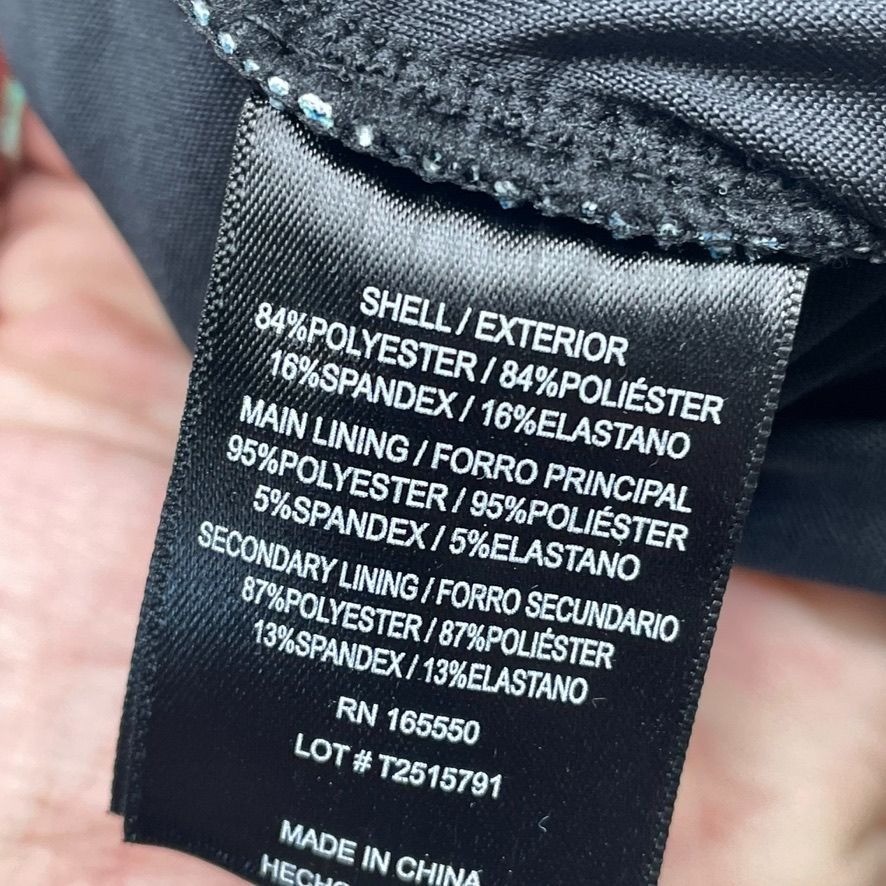 SHELL / EXTERIOR
84%POLYESTER / 84%POLIÉSTER
16%SPANDEX / 16%ELASTANO
MAIN LINING / FORRO PRINCIPAL
95%POLYESTER / 95%POLIÉSTER
5%SPANDEX / 5%ELASTANO
SECONDARY LINING / FORRO SECUNDARIO
87%POLYESTER / 87%POLIÉSTER
13%SPANDEX / 13%ELASTANO
RN 165550
LOT # T2515791
MADE IN CHINA